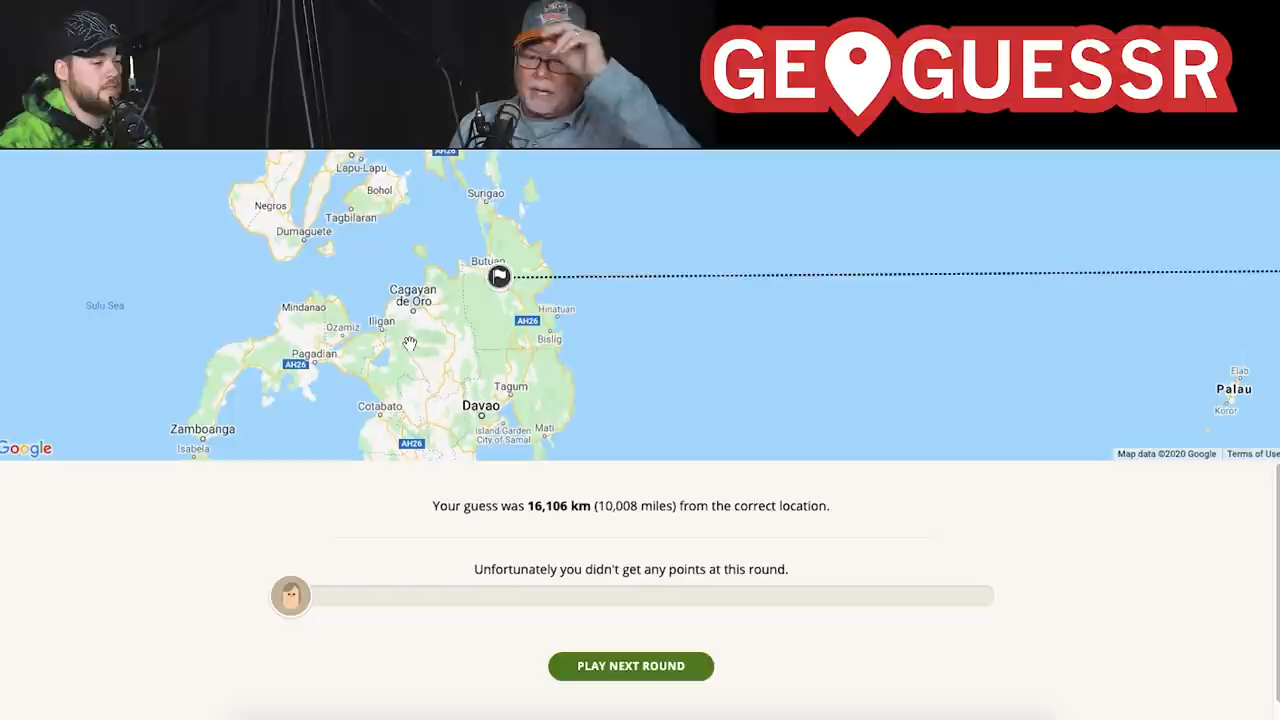 GEOGUESSR
AH26
Lapu-Lapu
Bohol
Surigao
Negros
Tagbilaran
Dumaguete
Butuan
Cagayan
de Oro
Sulu Sea
Mindanao
Hinatuan
Iligan
AH26
Ozamiz
Bislig
Pagadian
AH26
Elab
Tagum
Palau
Cotabato
Davao
Koror
Zamboanga
Island Garden
City of Samal
Mati
AH26
Isabela
Google
Map data ©2020 Google
Terms of Use
Your guess was 16,106 km (10,008 miles) from the correct location.
Unfortunately you didn't get any points at this round.
PLAY NEXT ROUND